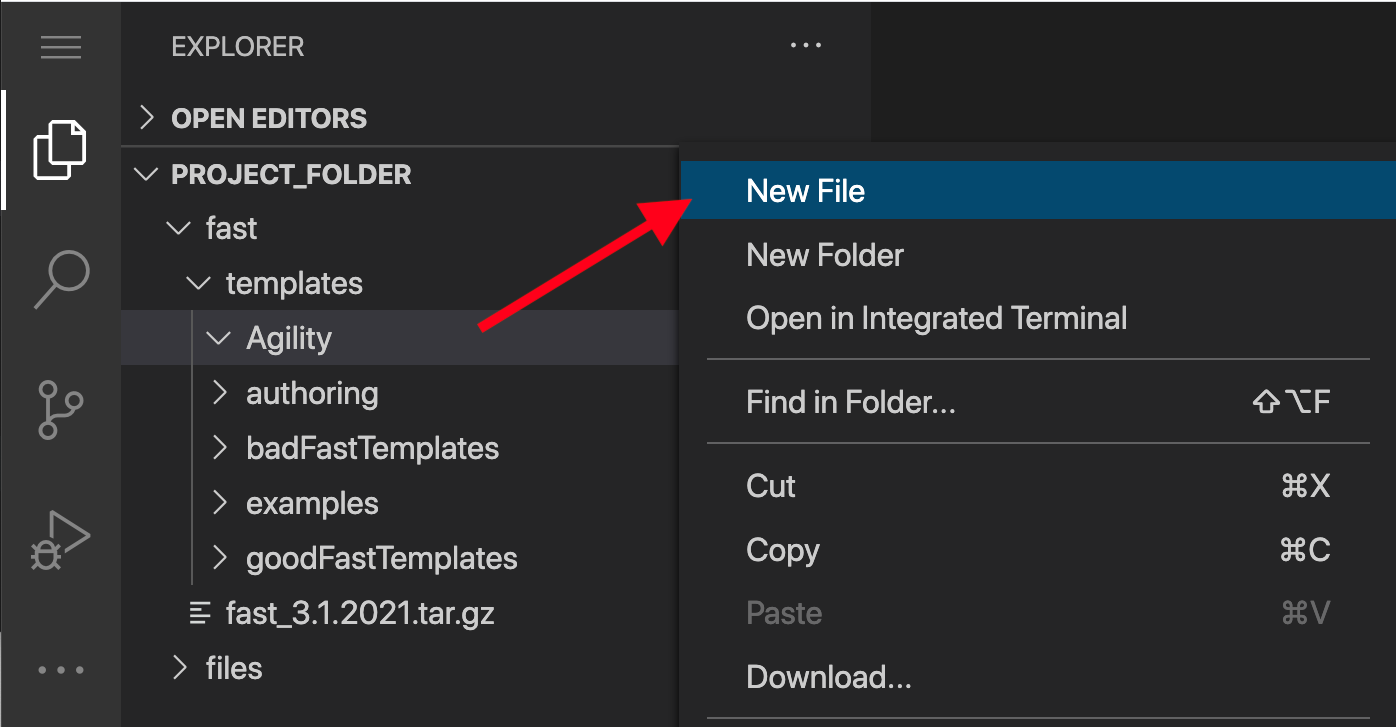 EXPLORER
OPEN EDITORS
PROJECT_FOLDER
fast
templates
Agility
authoring
badFastTemplates
examples
goodFastTemplates
fast_3.1.2021.tar.gz
files
New File
New Folder
Open in Integrated Terminal
Find in Folder... ⇧⌥F
Cut ⌘X
Copy ⌘C
Paste ⌘V
Download...